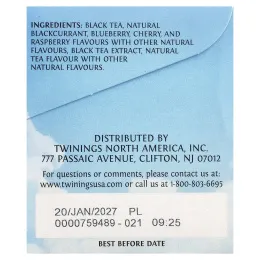 INGREDIENTS: BLACK TEA, NATURAL
BLACKCURRANT, BLUEBERRY, CHERRY, AND
RASPBERRY FLAVOURS WITH OTHER NATURAL
FLAVOURS, BLACK TEA EXTRACT, NATURAL
TEA FLAVOUR WITH OTHER
NATURAL FLAVOURS.
DISTRIBUTED BY
TWININGS NORTH AMERICA, INC.
777 PASSAIC AVENUE, CLIFTON, NJ 07012
For questions or comments, please contact us at:
www.twiningsusa.com or call us at 1-800-803-6695
20/JAN/2027 PL
0000759489 - 021 09:25
BEST BEFORE DATE